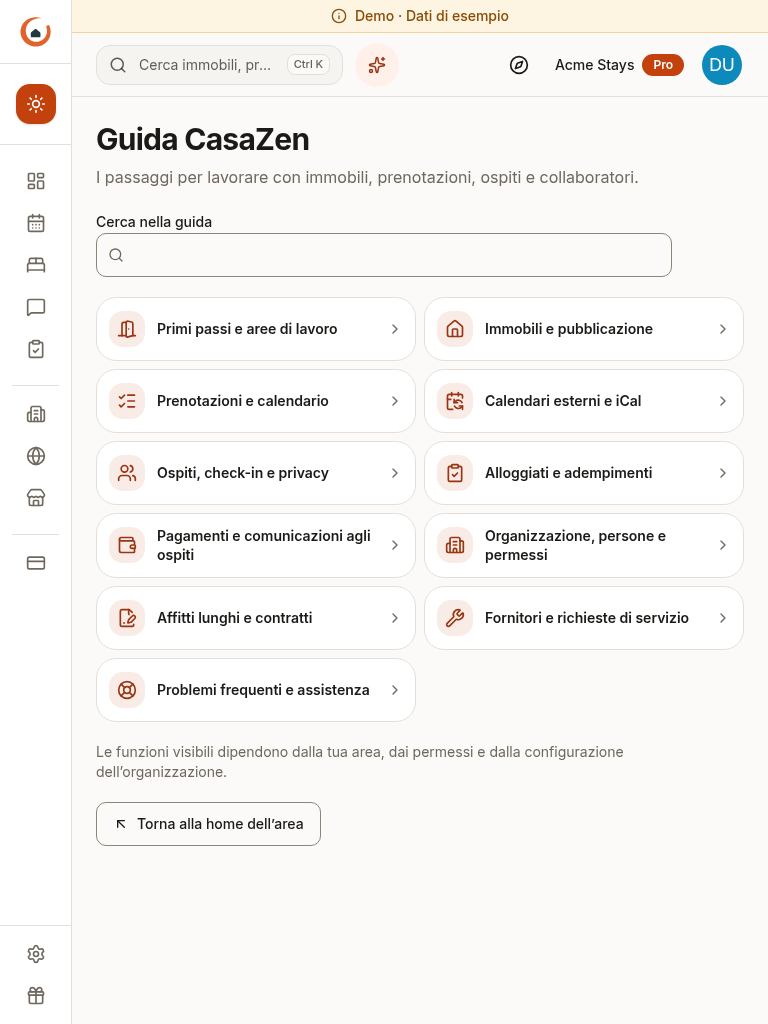 Demo · Dati di esempio
Cerca immobili, pr...
Ctrl K
Acme Stays
Pro
DU
Guida CasaZen
I passaggi per lavorare con immobili, prenotazioni, ospiti e collaboratori.
Cerca nella guida
Primi passi e aree di lavoro
Immobili e pubblicazione
Prenotazioni e calendario
Calendari esterni e iCal
Ospiti, check-in e privacy
Alloggiati e adempimenti
Pagamenti e comunicazioni agli
ospiti
Organizzazione, persone e
permessi
Affitti lunghi e contratti
Fornitori e richieste di servizio
Problemi frequenti e assistenza
Le funzioni visibili dipendono dalla tua area, dai permessi e dalla configurazione
dell’organizzazione.
Torna alla home dell’area